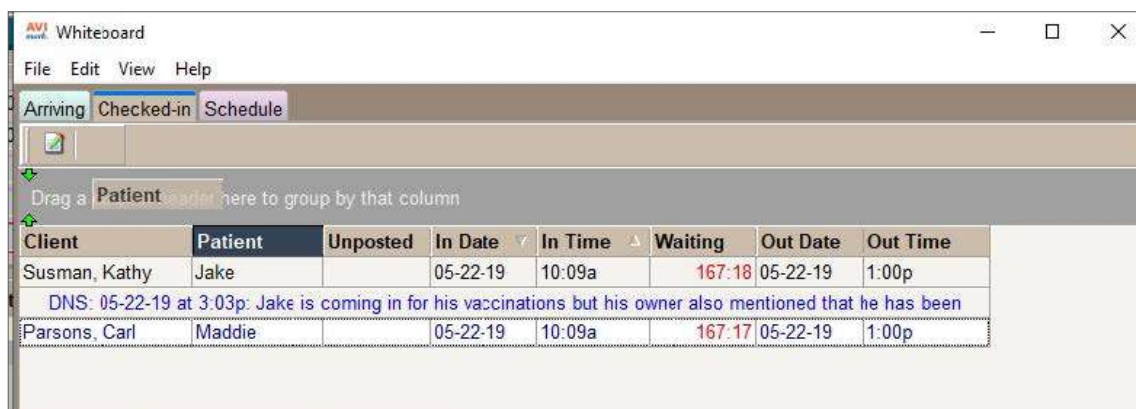 AVI mark Whiteboard
File Edit View Help
Arriving Checked-in Schedule
Drag a Patient header here to group by that column
Client Patient Unposted In Date In Time Waiting Out Date Out Time
Susman, Kathy Jake 05-22-19 10:09a 167:18 05-22-19 1:00p
DNS: 05-22-19 at 3:03p: Jake is coming in for his vaccinations but his owner also mentioned that he has been
Parsons, Carl Maddie 05-22-19 10:09a 167:17 05-22-19 1:00p